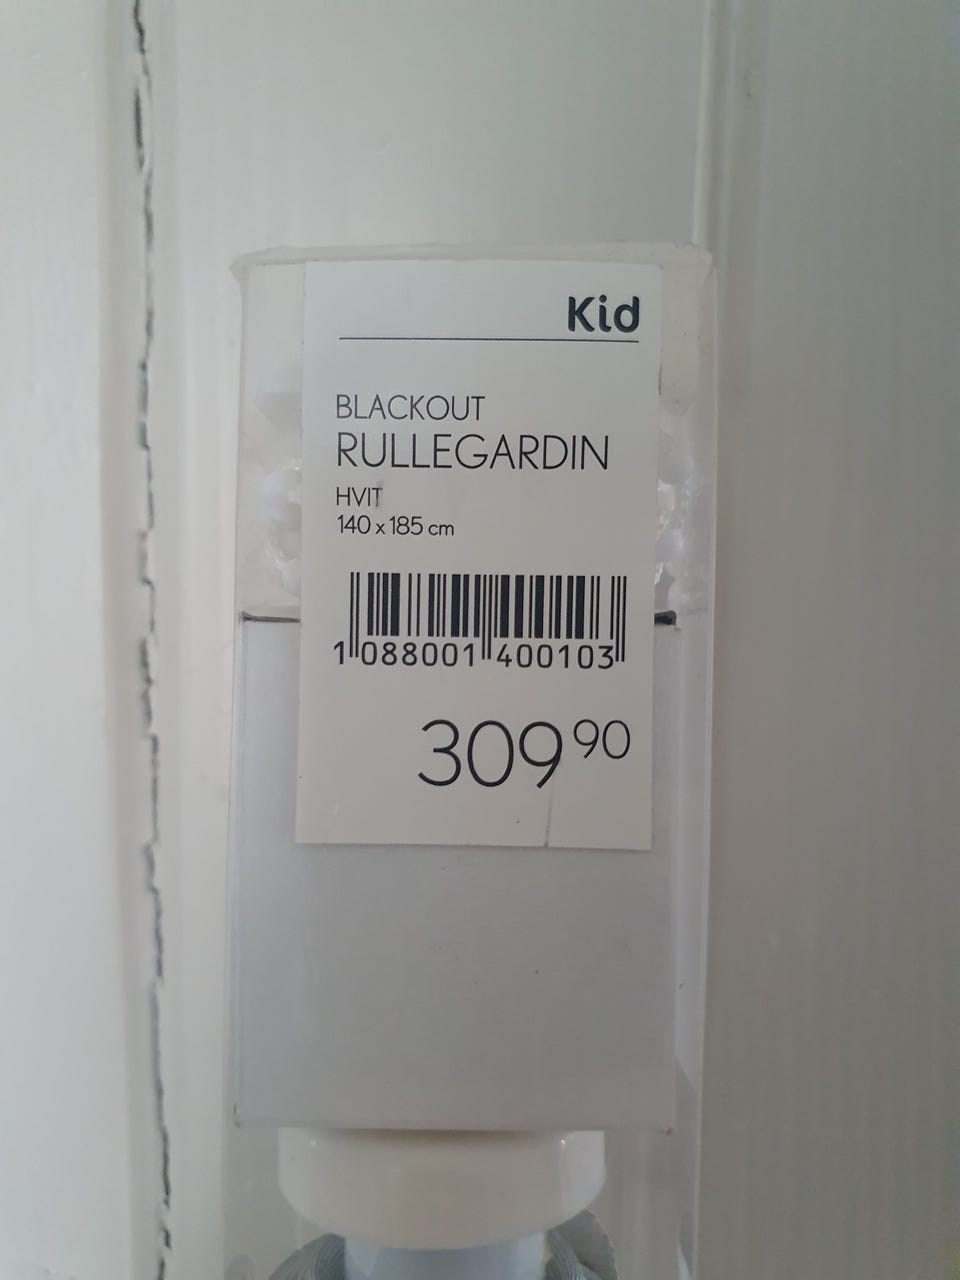 Kid
BLACKOUT
RULLEGARDIN
HVIT
140 x 185 cm
1 088001 400103
309 90